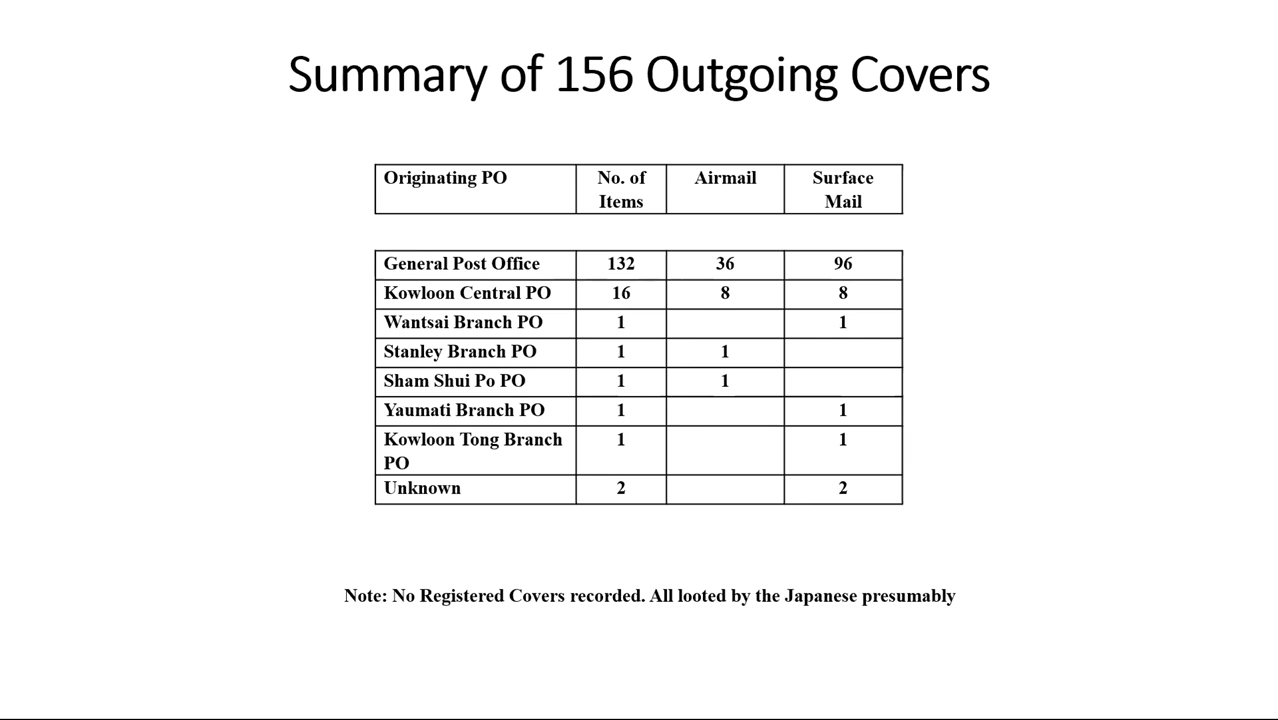 Summary of 156 Outgoing Covers
Originating PO No. of Items Airmail Surface Mail
General Post Office 132 36 96
Kowloon Central PO 16 8 8
Wantsai Branch PO 1 1
Stanley Branch PO 1 1
Sham Shui Po PO 1 1
Yaumati Branch PO 1 1
Kowloon Tong Branch PO 1 1
Unknown 2 2
Note: No Registered Covers recorded. All looted by the Japanese presumably